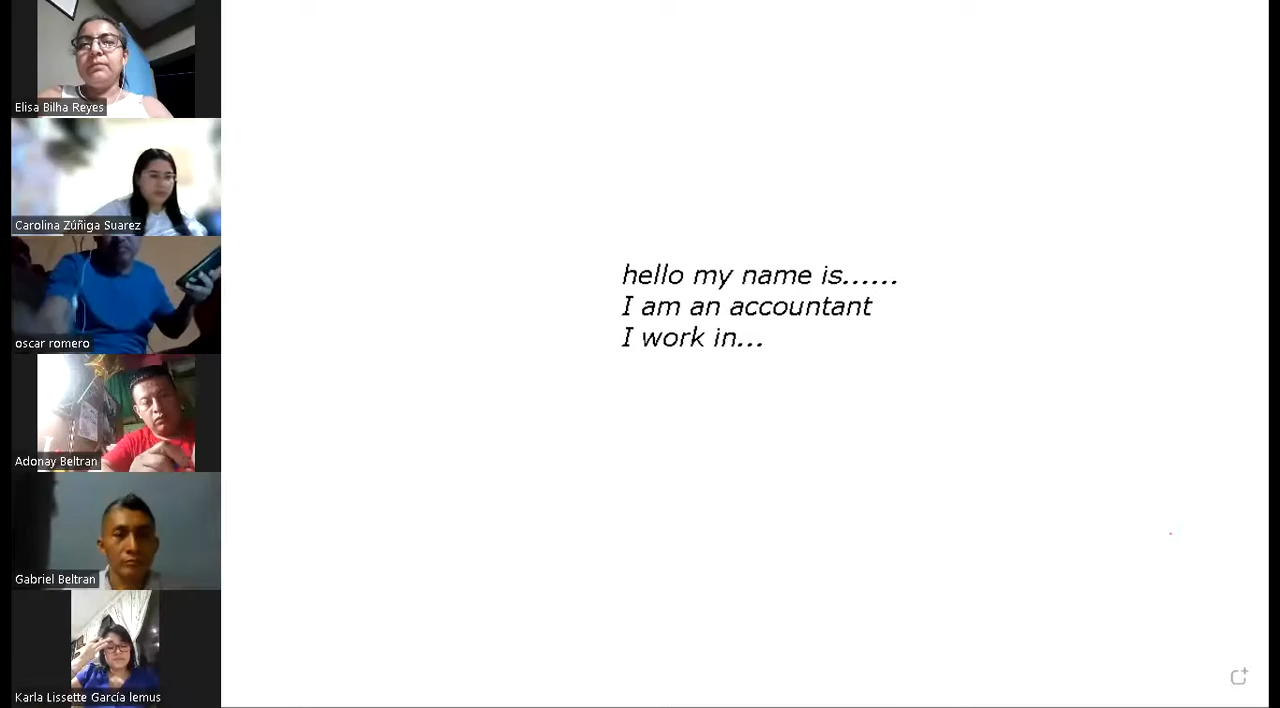 Elisa Bilha Reyes
Carolina Zúñiga Suarez
oscar romero
Adonay Beltran
Gabriel Beltran
Karla Lissette García lemus
hello my name is......
I am an accountant
I work in...